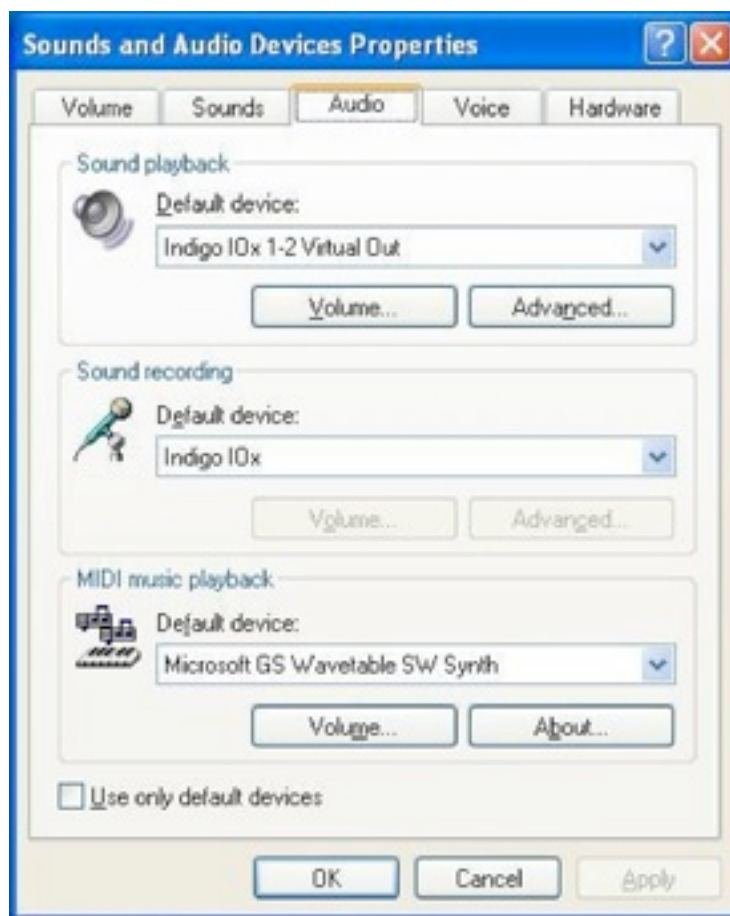 Sounds and Audio Devices Properties
Volume Sounds Audio Voice Hardware
Sound playback
Default device:
Indigo IOx 1-2 Virtual Out
Volume... Advanced...
Sound recording
Default device:
Indigo IOx
Volume... Advanced...
MIDI music playback
Default device:
Microsoft GS Wavetable SW Synth
Volume... About...
Use only default devices
OK Cancel Apply